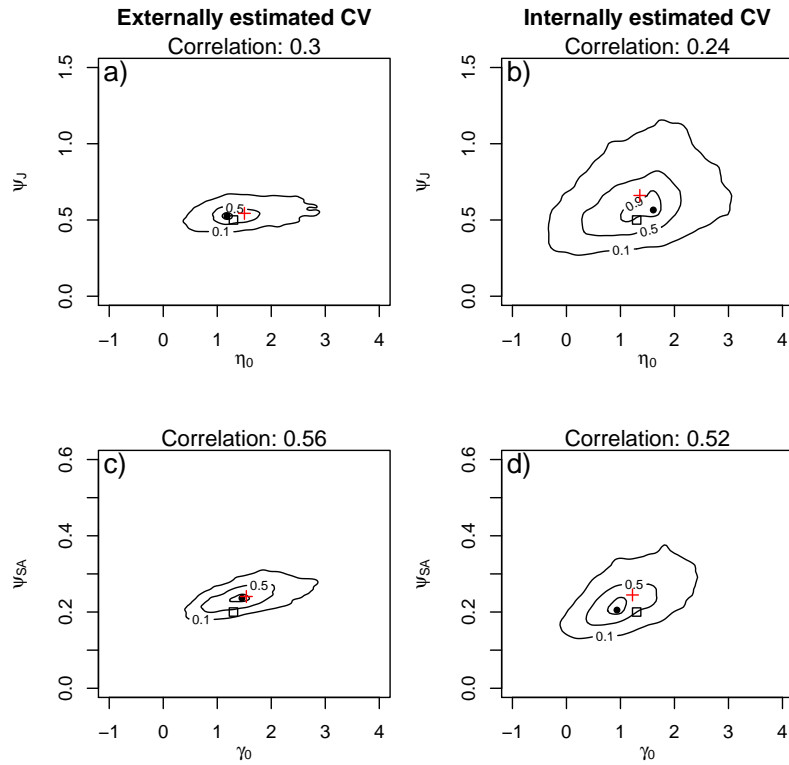 Externally estimated CV
Internally estimated CV
Correlation: 0.3
Correlation: 0.24
a)
b)
ψJ
0.0 0.5 1.0 1.5
0.5
0.1
−1 0 1 2 3 4
η0
ψJ
0.0 0.5 1.0 1.5
0.9
0.5
0.1
−1 0 1 2 3 4
η0
Correlation: 0.56
Correlation: 0.52
c)
d)
ψSA
0.0 0.2 0.4 0.6
0.5
0.1
−1 0 1 2 3 4
γ0
ψSA
0.0 0.2 0.4 0.6
0.5
0.1
−1 0 1 2 3 4
γ0